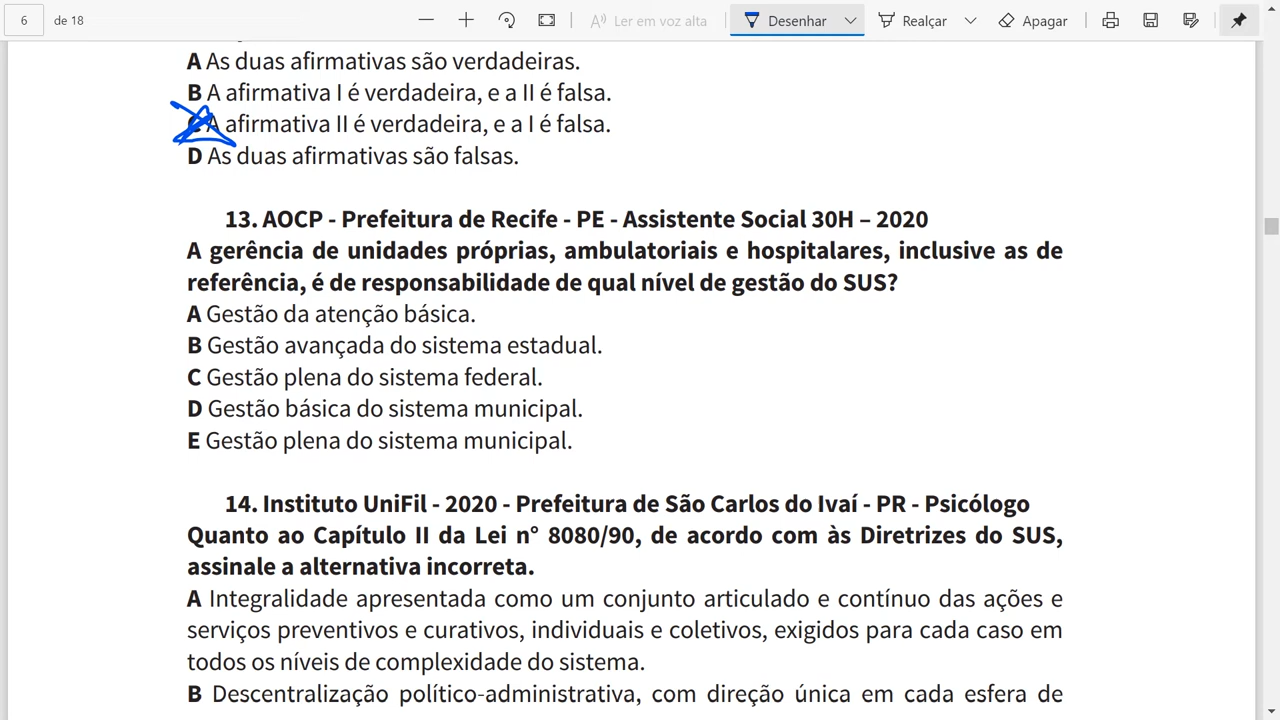 6 de 18 Ler em voz alta Desenhar Realçar Apagar
A As duas afirmativas são verdadeiras.
B A afirmativa I é verdadeira, e a II é falsa.
A afirmativa II é verdadeira, e a I é falsa.
D As duas afirmativas são falsas.
13. AOCP - Prefeitura de Recife - PE - Assistente Social 30H – 2020
A gerência de unidades próprias, ambulatoriais e hospitalares, inclusive as de
referência, é de responsabilidade de qual nível de gestão do SUS?
A Gestão da atenção básica.
B Gestão avançada do sistema estadual.
C Gestão plena do sistema federal.
D Gestão básica do sistema municipal.
E Gestão plena do sistema municipal.
14. Instituto UniFil - 2020 - Prefeitura de São Carlos do Ivaí - PR - Psicólogo
Quanto ao Capítulo II da Lei n° 8080/90, de acordo com às Diretrizes do SUS,
assinale a alternativa incorreta.
A Integralidade apresentada como um conjunto articulado e contínuo das ações e
serviços preventivos e curativos, individuais e coletivos, exigidos para cada caso em
todos os níveis de complexidade do sistema.
B Descentralização político-administrativa, com direção única em cada esfera de